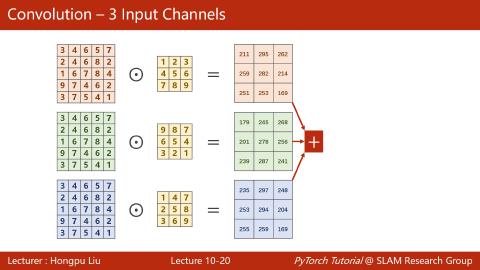 Convolution – 3 Input Channels
3 4 6 5 7
2 4 6 8 2
1 6 7 8 4
9 7 4 6 2
3 7 5 4 1
⊙
1 2 3
4 5 6
7 8 9
=
211 295 262
259 282 214
251 253 169
3 4 6 5 7
2 4 6 8 2
1 6 7 8 4
9 7 4 6 2
3 7 5 4 1
⊙
9 8 7
6 5 4
3 2 1
=
179 245 268
201 278 256
239 287 241
+
3 4 6 5 7
2 4 6 8 2
1 6 7 8 4
9 7 4 6 2
3 7 5 4 1
⊙
1 4 7
2 5 8
3 6 9
=
235 297 248
253 294 204
255 259 169
Lecturer : Hongpu Liu
Lecture 10-20
PyTorch Tutorial @ SLAM Research Group